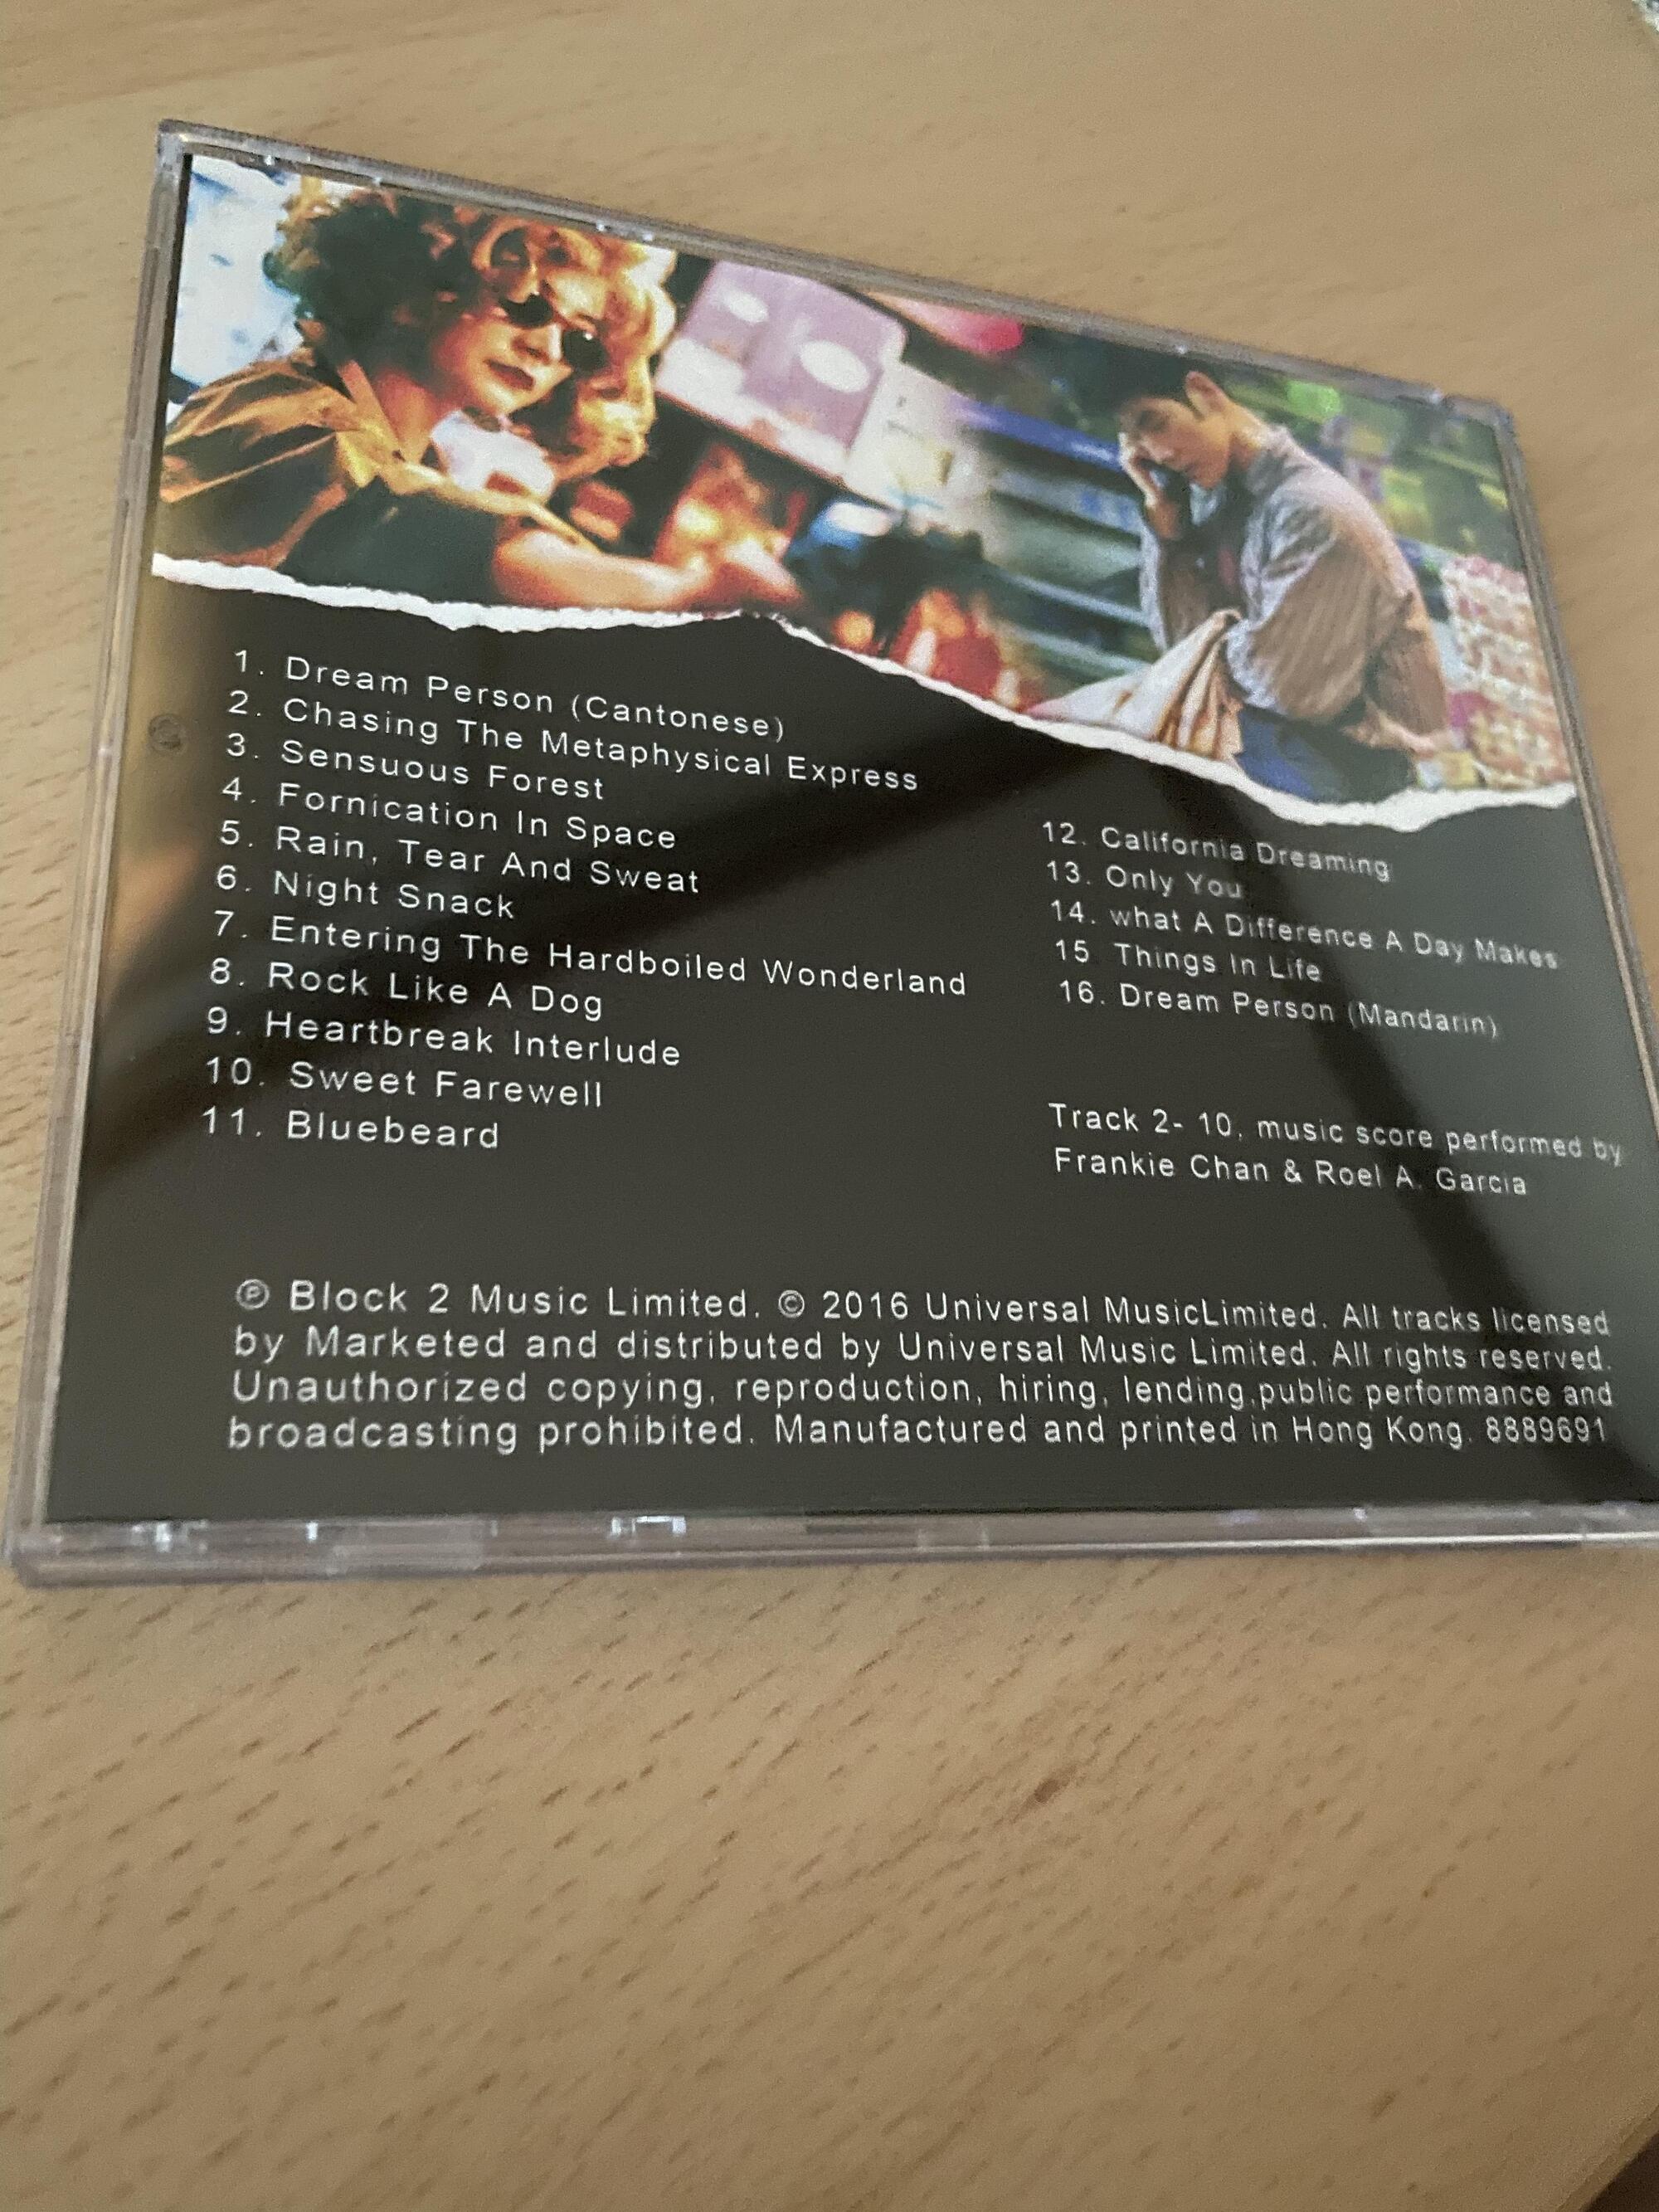 1. Dream Person (Cantonese)
2. Chasing The Metaphysical Express
3. Sensuous Forest
4. Fornication In Space
5. Rain, Tear And Sweat
6. Night Snack
7. Entering The Hardboiled Wonderland
8. Rock Like A Dog
9. Heartbreak Interlude
10. Sweet Farewell
11. Bluebeard
12. California Dreaming
13. Only You
14. what A Difference A Day Makes
15 Things In Life
16. Dream Person (Mandarin)
Track 2- 10, music score performed by
Frankie Chan & Roel A. Garcia
℗ Block 2 Music Limited. © 2016 Universal MusicLimited. All tracks licensed
by Marketed and distributed by Universal Music Limited. All rights reserved.
Unauthorized copying, reproduction, hiring, lending,public performance and
broadcasting prohibited. Manufactured and printed in Hong Kong. 8889691